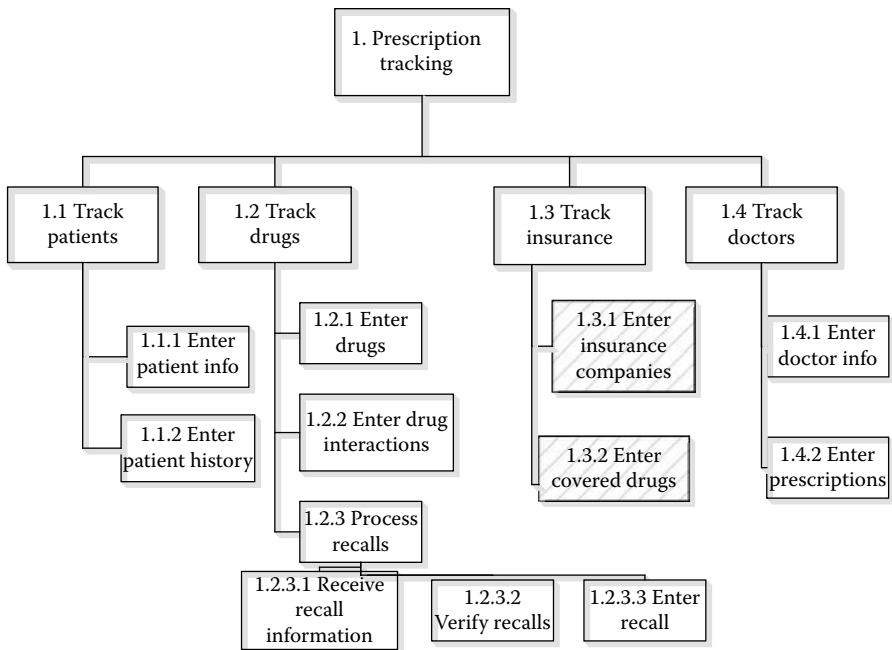 1. Prescription
tracking
1.1 Track
patients
1.2 Track
drugs
1.3 Track
insurance
1.4 Track
doctors
1.1.1 Enter
patient info
1.1.2 Enter
patient history
1.2.1 Enter
drugs
1.2.2 Enter drug
interactions
1.2.3 Process
recalls
1.2.3.1 Receive
recall
information
1.2.3.2
Verify recalls
1.2.3.3 Enter
recall
1.3.1 Enter
insurance
companies
1.3.2 Enter
covered drugs
1.4.1 Enter
doctor info
1.4.2 Enter
prescriptions